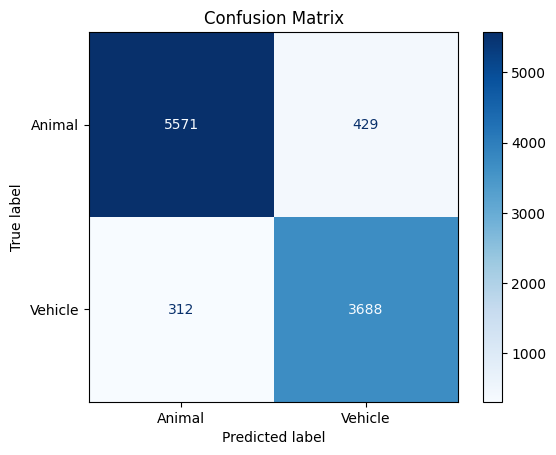 Confusion Matrix
Animal
5571
429
Vehicle
312
3688
Animal
Vehicle
True label
Predicted label
5000
4000
3000
2000
1000